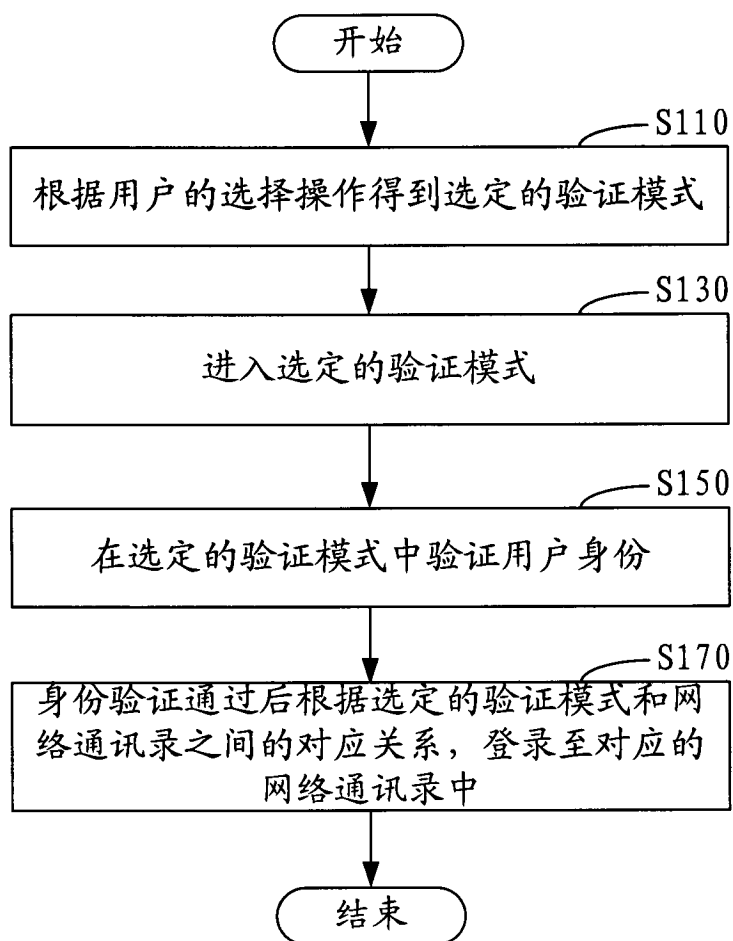 开始
S110
根据用户的选择操作得到选定的验证模式
S130
进入选定的验证模式
S150
在选定的验证模式中验证用户身份
S170
身份验证通过后根据选定的验证模式和网
络通讯录之间的对应关系，登录至对应的
网络通讯录中
结束